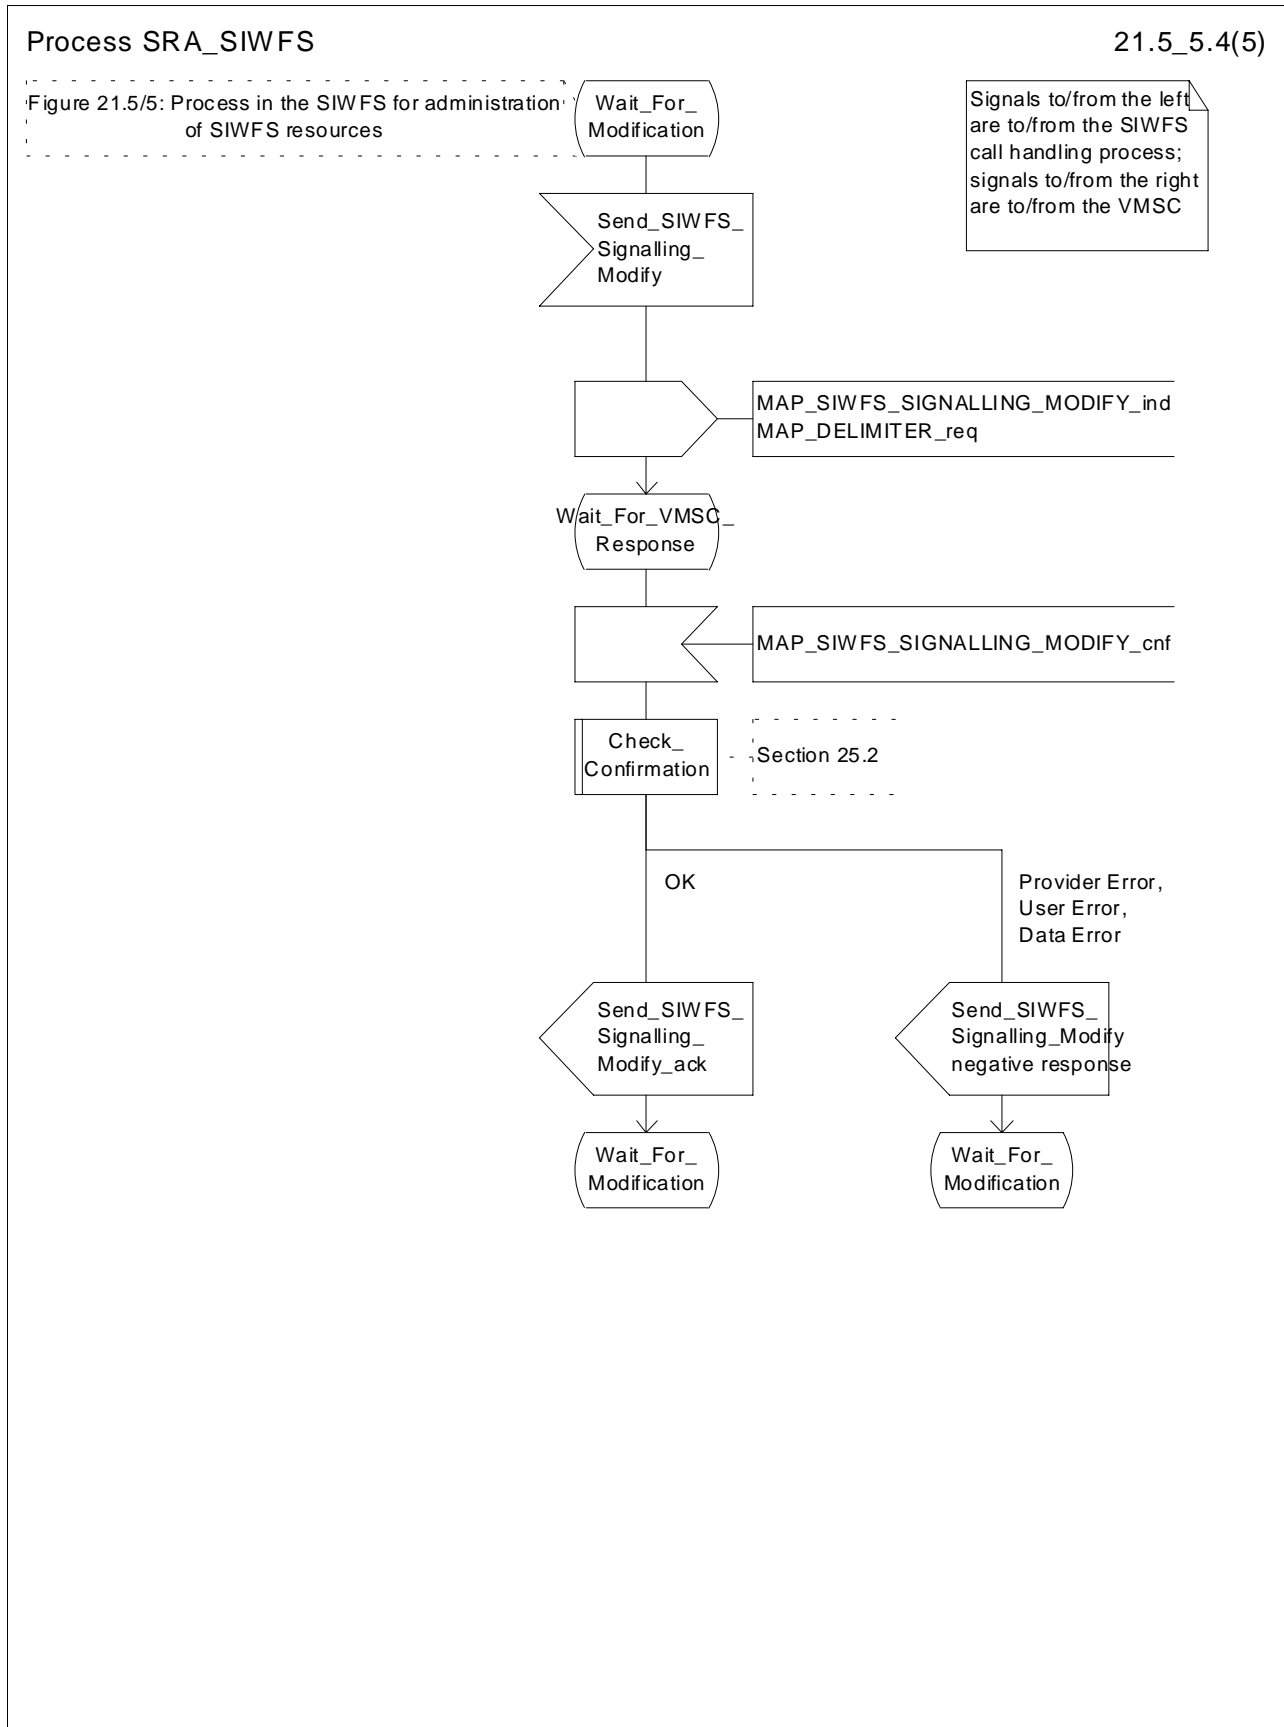 Process SRA_SIWFS
21.5_5.4(5)
Figure 21.5/5: Process in the SIWFS for administration
of SIWFS resources
Wait_For_
Modification
Signals to/from the left
are to/from the SIWFS
call handling process;
signals to/from the right
are to/from the VMSC
Send_SIWFS_
Signalling_
Modify
MAP_SIWFS_SIGNALLING_MODIFY_ind
MAP_DELIMITER_req
Wait_For_VMSC_
Response
MAP_SIWFS_SIGNALLING_MODIFY_cnf
Check_
Confirmation
Section 25.2
OK
Provider Error,
User Error,
Data Error
Send_SIWFS_
Signalling_
Modify_ack
Send_SIWFS_
Signalling_Modify
negative response
Wait_For_
Modification
Wait_For_
Modification